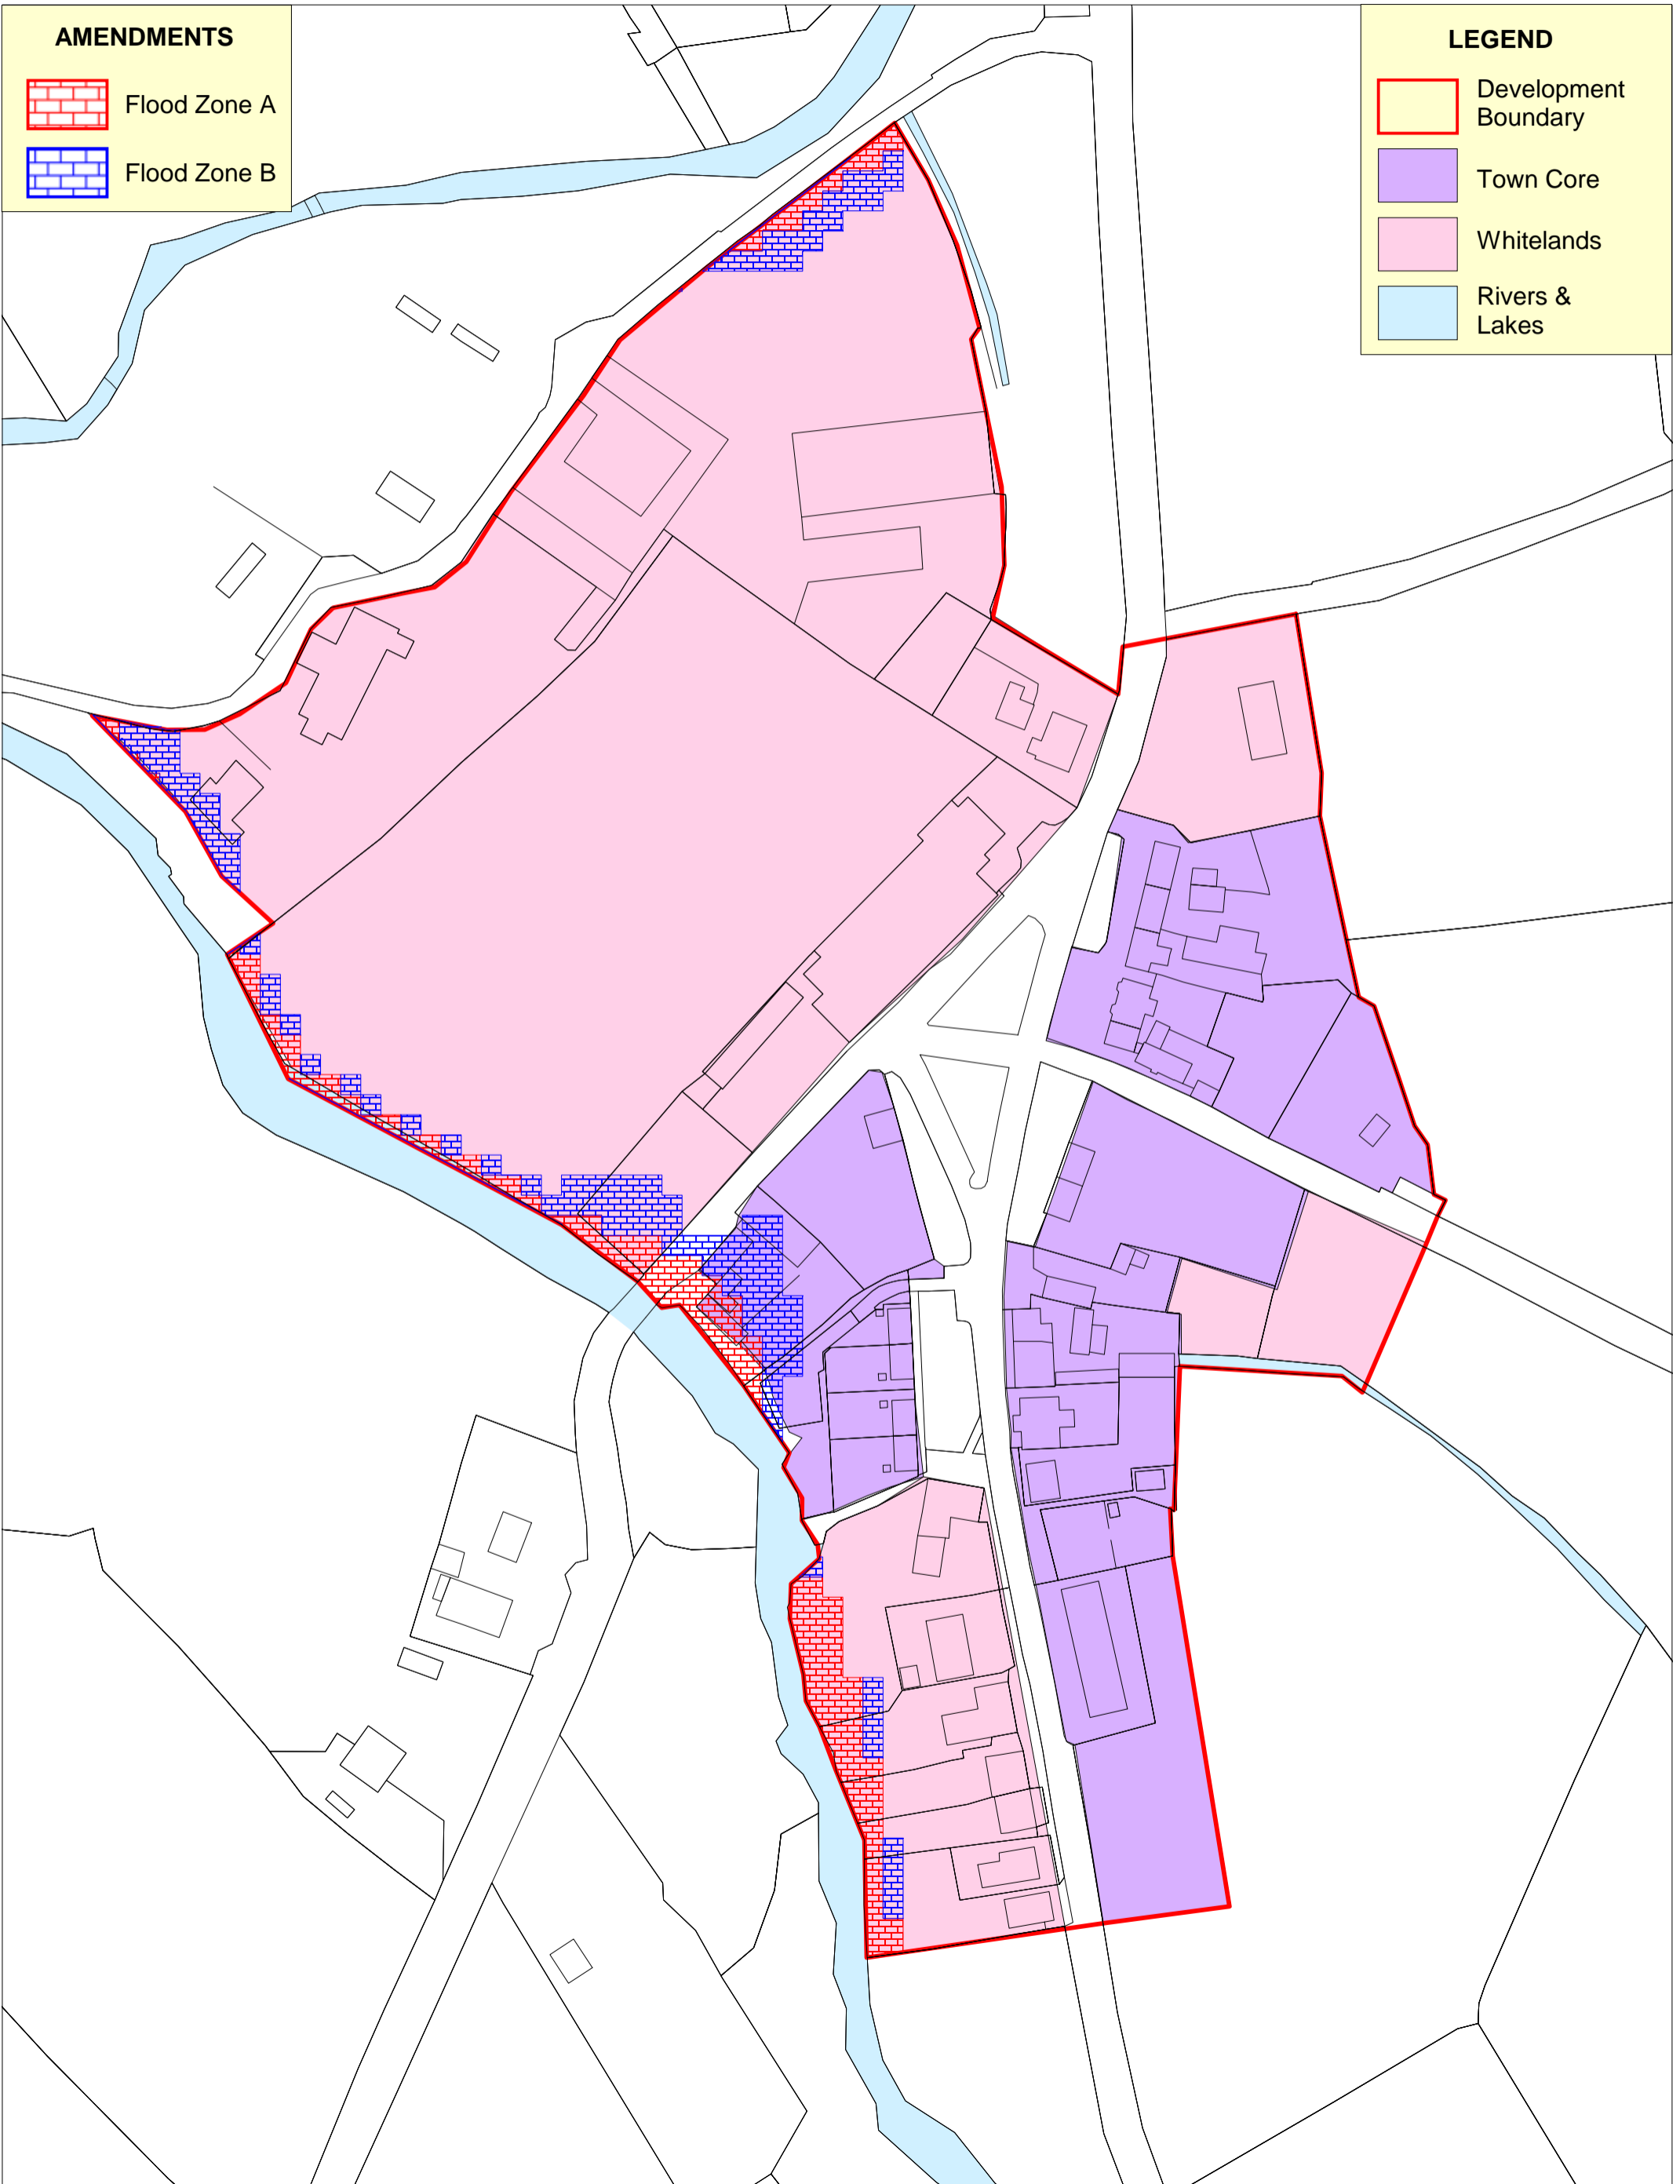 AMENDMENTS
Flood Zone A
Flood Zone B
LEGEND
Development
Boundary
Town Core
Whitelands
Rivers &
Lakes